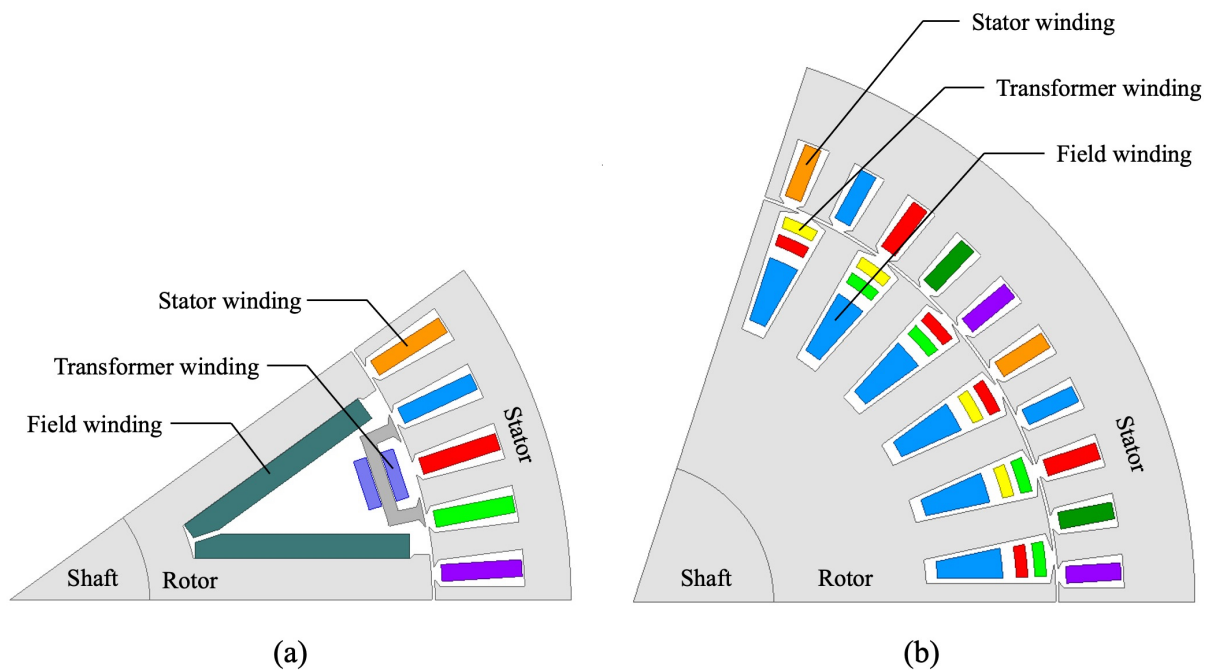 Stator winding
Transformer winding
Field winding
Stator
Shaft
Rotor
(a)
Stator winding
Transformer winding
Field winding
Stator
Shaft
Rotor
(b)